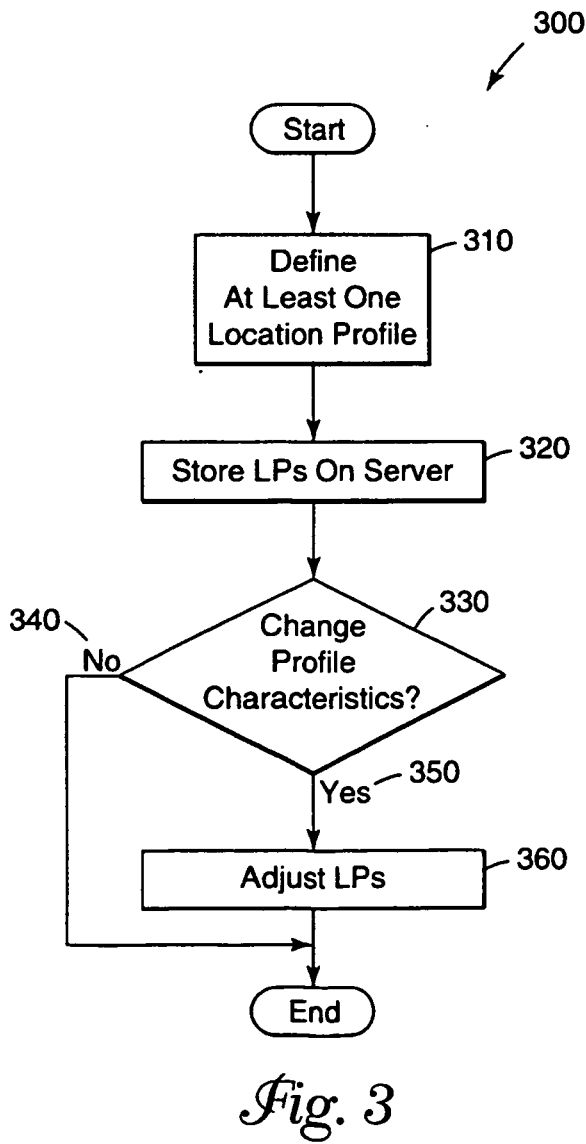 300
Start
310
Define
At Least One
Location Profile
Store LPs On Server
320
330
340
Change
No
Profile
Characteristics?
Yes
350
Adjust LPs
360
End
Fig. 3